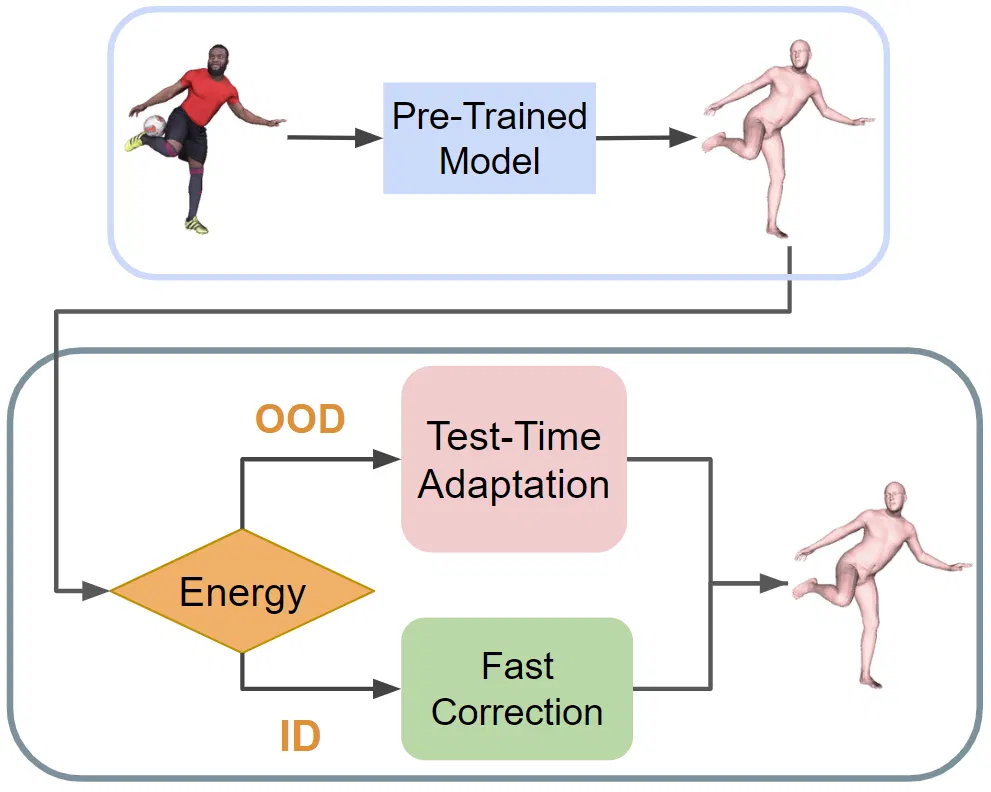 Pre-Trained
Model
OOD
Test-Time
Adaptation
Energy
Fast
Correction
ID